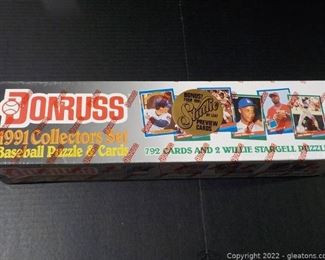 DONRUSS
1991 Collectors Set
Baseball Puzzle & Cards
BONUS!
Studio
PREVIEW
CARDS
792 CARDS AND 2 WILLIE STARGELL PUZZLE
Copyright 2022 - gleatons.com